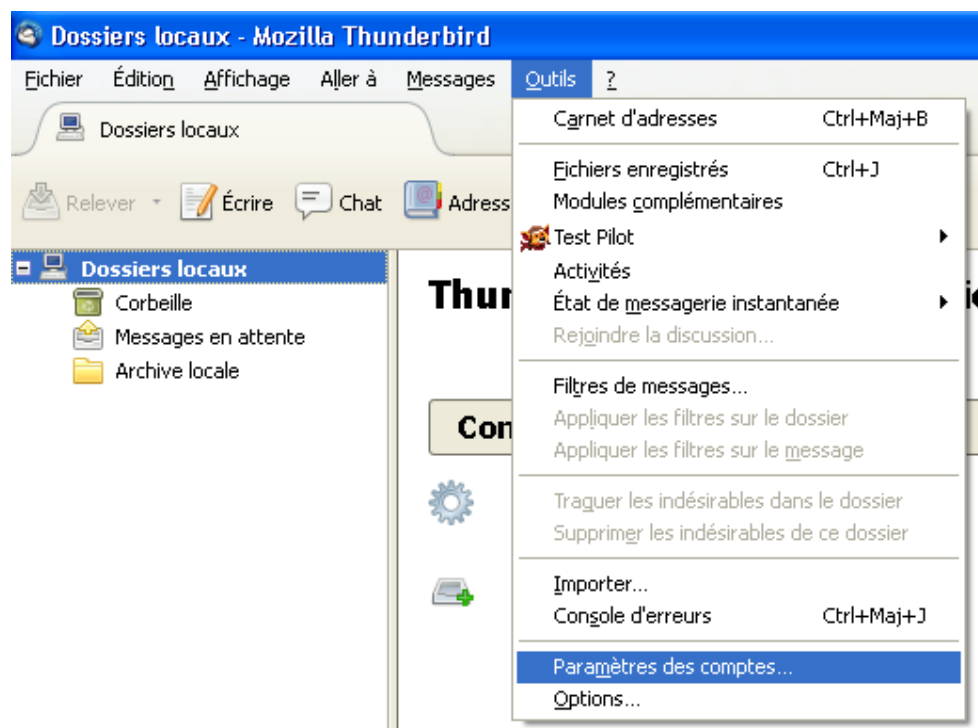 Dossiers locaux - Mozilla Thunderbird
Fichier Édition Affichage Aller à Messages Outils ?
Dossiers locaux
Relever Écrire Chat Adress
Dossiers locaux
Corbeille
Messages en attente
Archive locale
Thun
Con
Carnet d'adresses Ctrl+Maj+B
Fichiers enregistrés Ctrl+J
Modules complémentaires
Test Pilot
Activités
État de messagerie instantanée
Rejoindre la discussion...
Filtres de messages...
Appliquer les filtres sur le dossier
Appliquer les filtres sur le message
Traquer les indésirables dans le dossier
Supprimer les indésirables de ce dossier
Importer...
Console d'erreurs Ctrl+Maj+J
Paramètres des comptes...
Options...